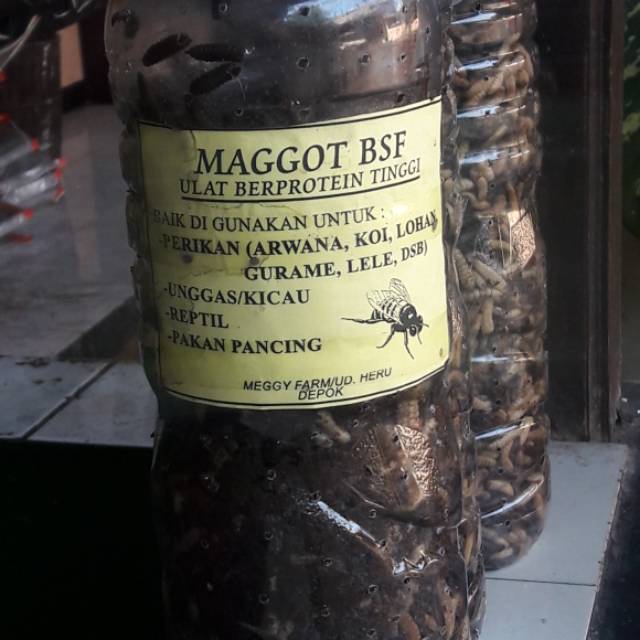 MAGGOT BSF
ULAT BERPROTEIN TINGGI
BAIK DI GUNAKAN UNTUK :
-PERIKAN (ARWANA, KOI, LOHAN,
GURAME, LELE, DSB)
-UNGGAS/KICAU
-REPTIL
-PAKAN PANCING
MEGGY FARM/UD. HERU
DEPOK